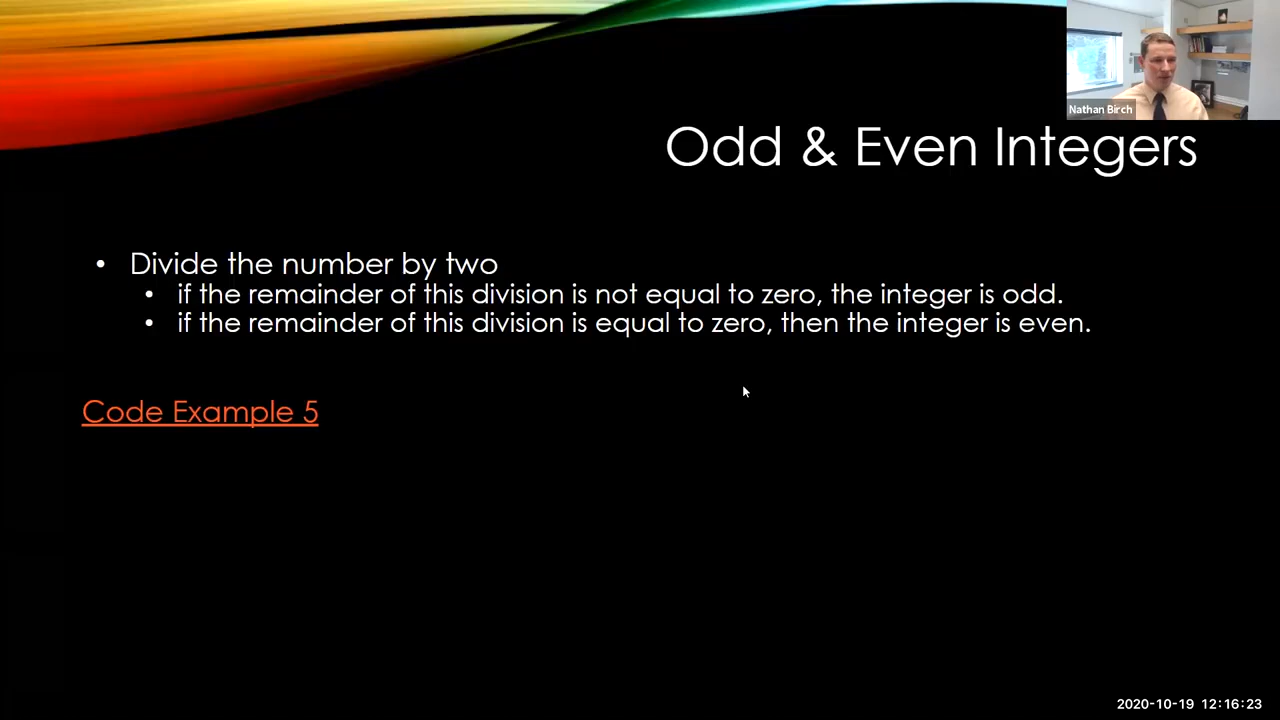 Nathan Birch
Odd & Even Integers
• Divide the number by two
• if the remainder of this division is not equal to zero, the integer is odd.
• if the remainder of this division is equal to zero, then the integer is even.
Code Example 5
2020-10-19 12:16:23